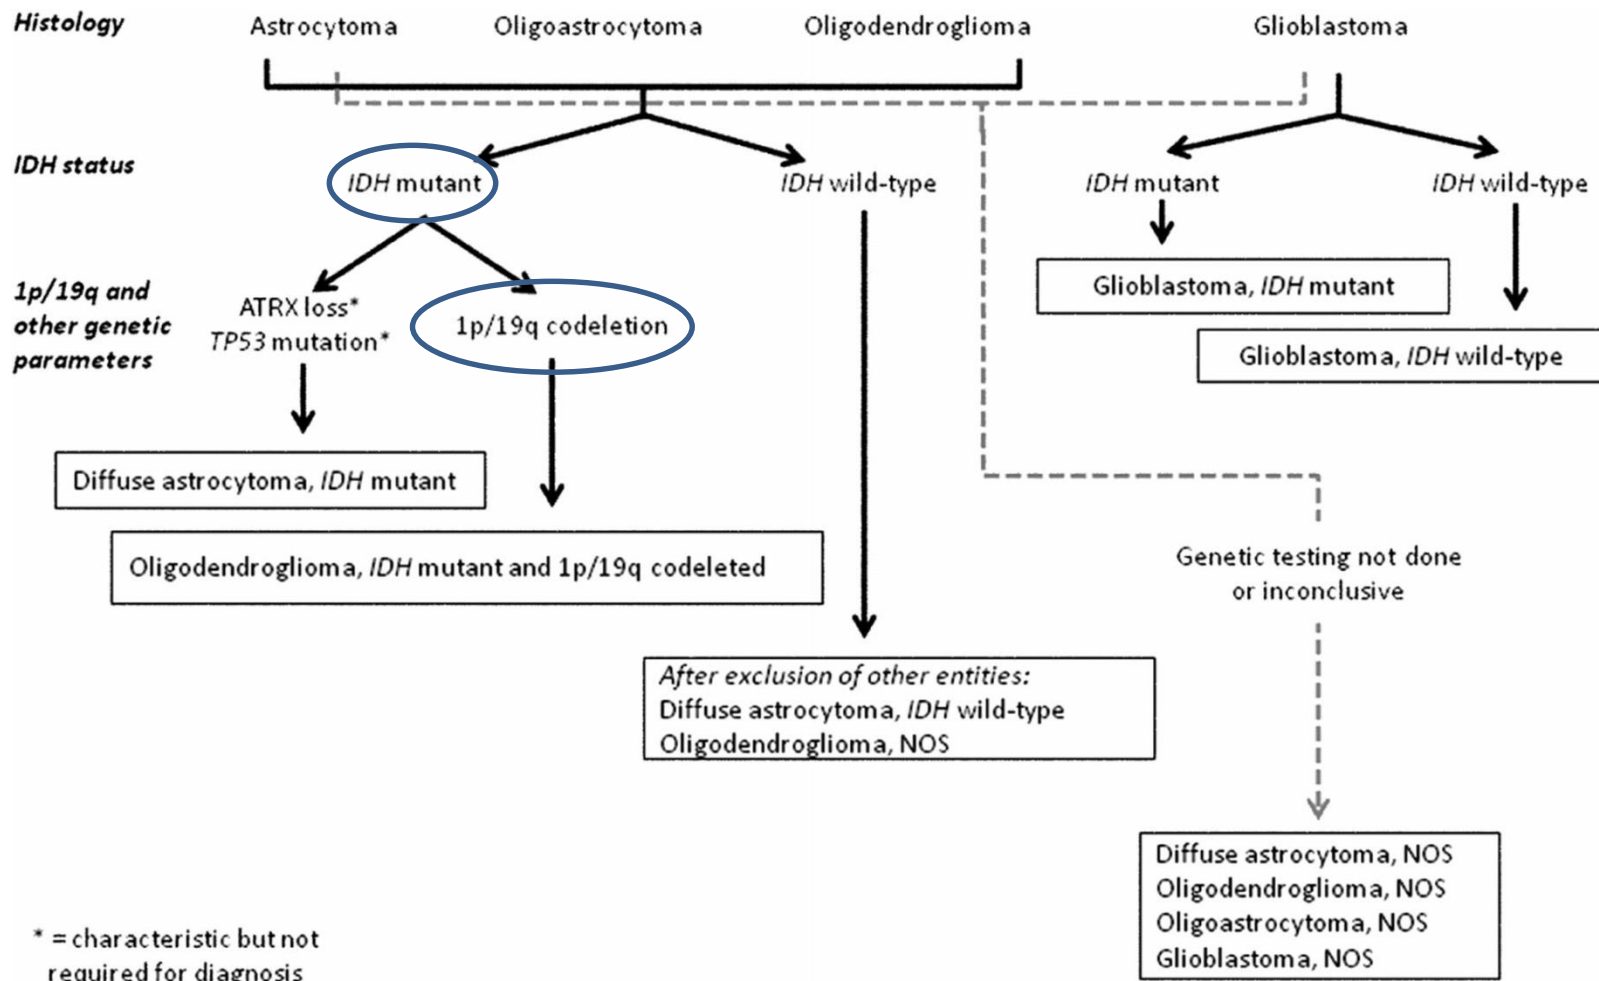 Histology
Astrocytoma
Oligoastrocytoma
Oligodendroglioma
Glioblastoma
IDH status
IDH mutant
IDH wild-type
IDH mutant
IDH wild-type
1p/19q and
other genetic
parameters
ATRX loss*
TP53 mutation*
1p/19q codeletion
Glioblastoma, IDH mutant
Glioblastoma, IDH wild-type
Diffuse astrocytoma, IDH mutant
Oligodendroglioma, IDH mutant and 1p/19q codeleted
Genetic testing not done
or inconclusive
After exclusion of other entities:
Diffuse astrocytoma, IDH wild-type
Oligodendroglioma, NOS
Diffuse astrocytoma, NOS
Oligodendroglioma, NOS
Oligoastrocytoma, NOS
Glioblastoma, NOS
* = characteristic but not
required for diagnosis